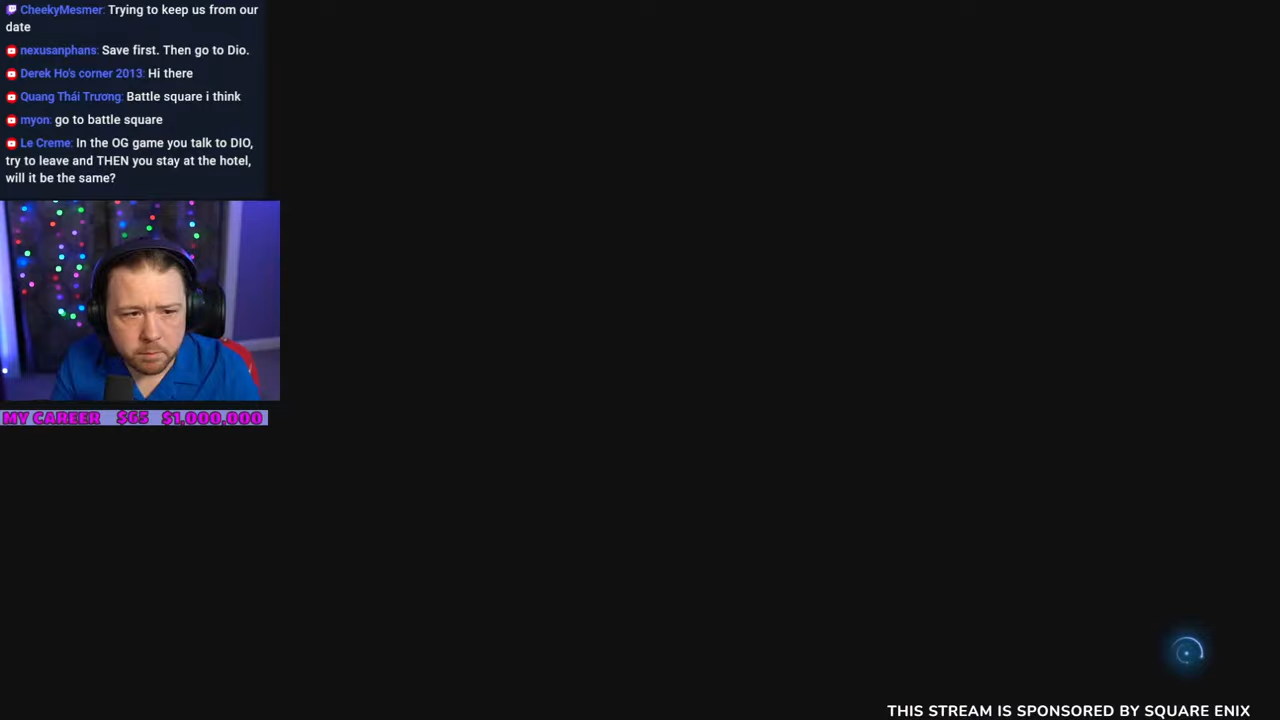 CheekyMesmer: Trying to keep us from our
date
nexusanphans: Save first. Then go to Dio.
Derek Ho's corner 2013: Hi there
Quang Thái Trương: Battle square i think
myon: go to battle square
Le Creme: In the OG game you talk to DIO,
try to leave and THEN you stay at the hotel,
will it be the same?
MY CAREER $65 $1,000,000
THIS STREAM IS SPONSORED BY SQUARE ENIX